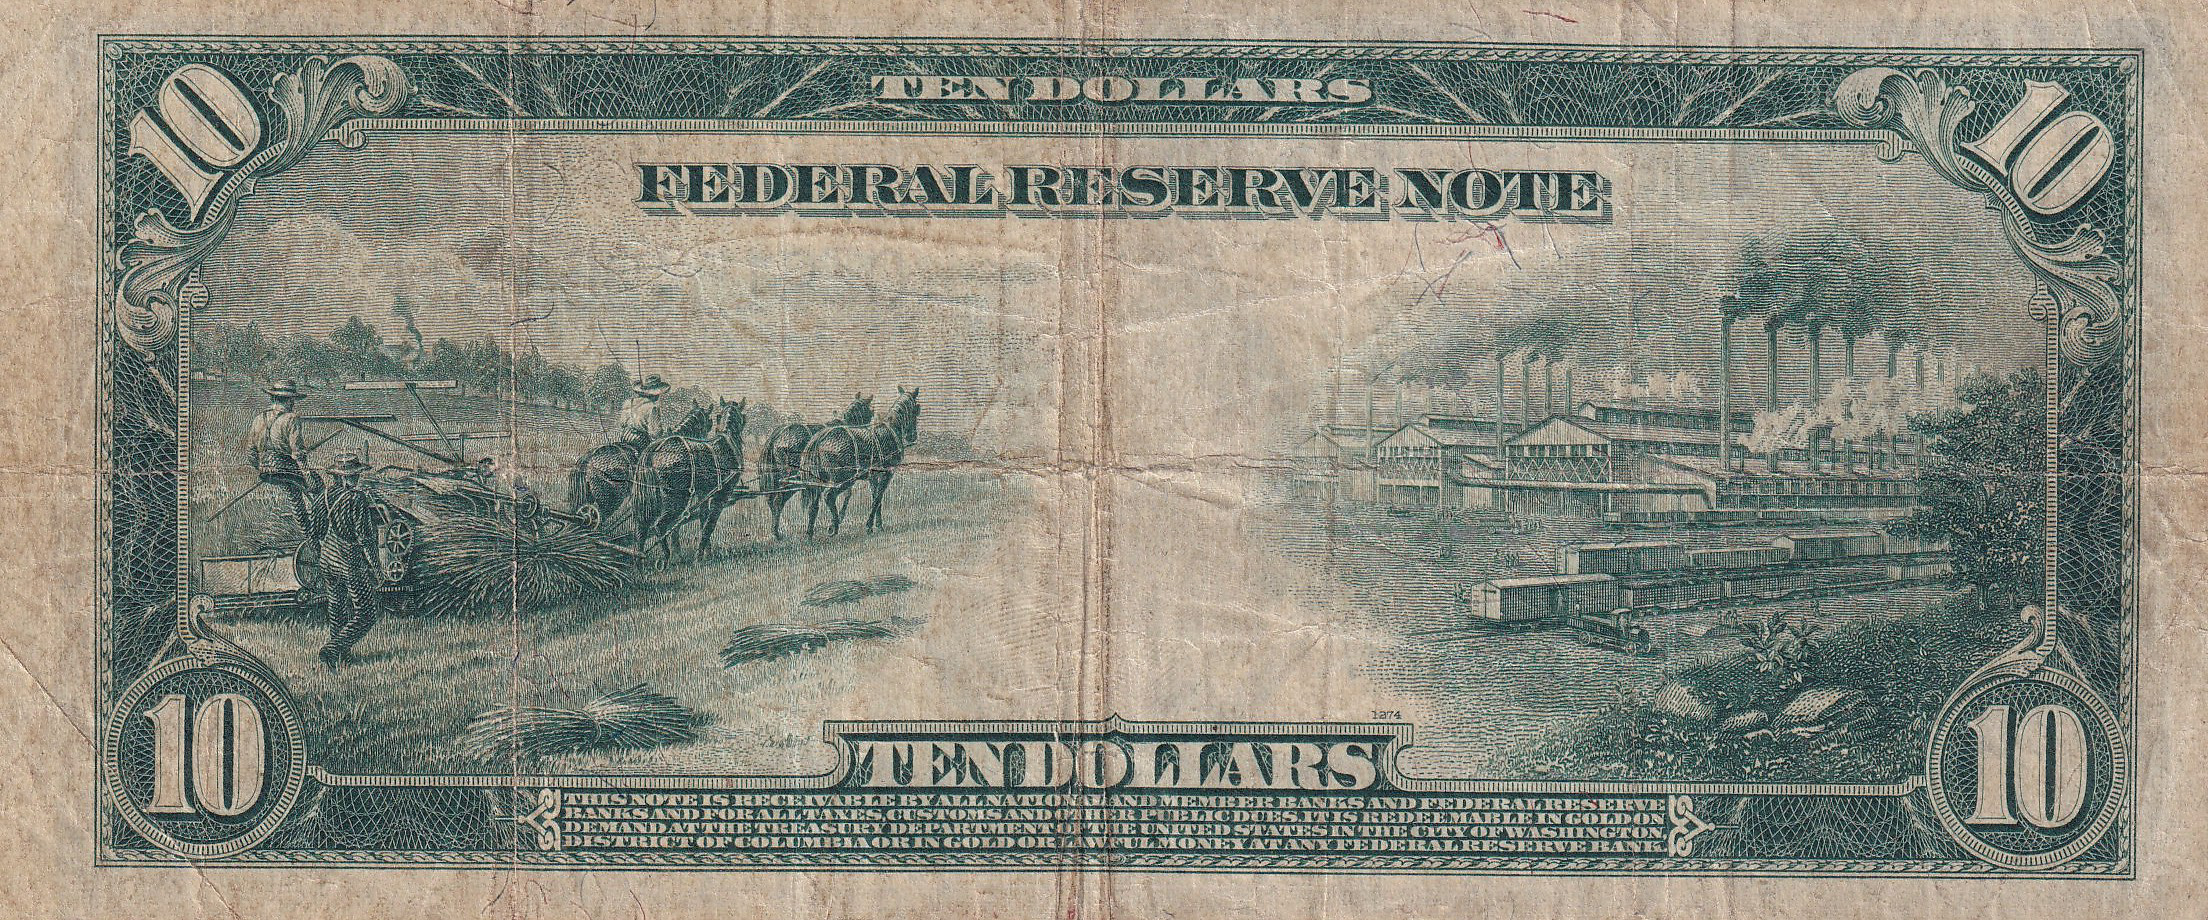 10 TEN DOLLARS 10
FEDERAL RESERVE NOTE
1274
10 TEN DOLLARS 10
THIS NOTE IS RECEIVABLE BY ALL NATIONAL AND MEMBER BANKS AND FEDERAL RESERVE
BANKS AND FOR ALL TAXES, CUSTOMS AND OTHER PUBLIC DUES. IT IS REDEEMABLE IN GOLD ON
DEMAND AT THE TREASURY DEPARTMENT OF THE UNITED STATES IN THE CITY OF WASHINGTON,
DISTRICT OF COLUMBIA OR IN GOLD OR LAWFUL MONEY AT ANY FEDERAL RESERVE BANK.